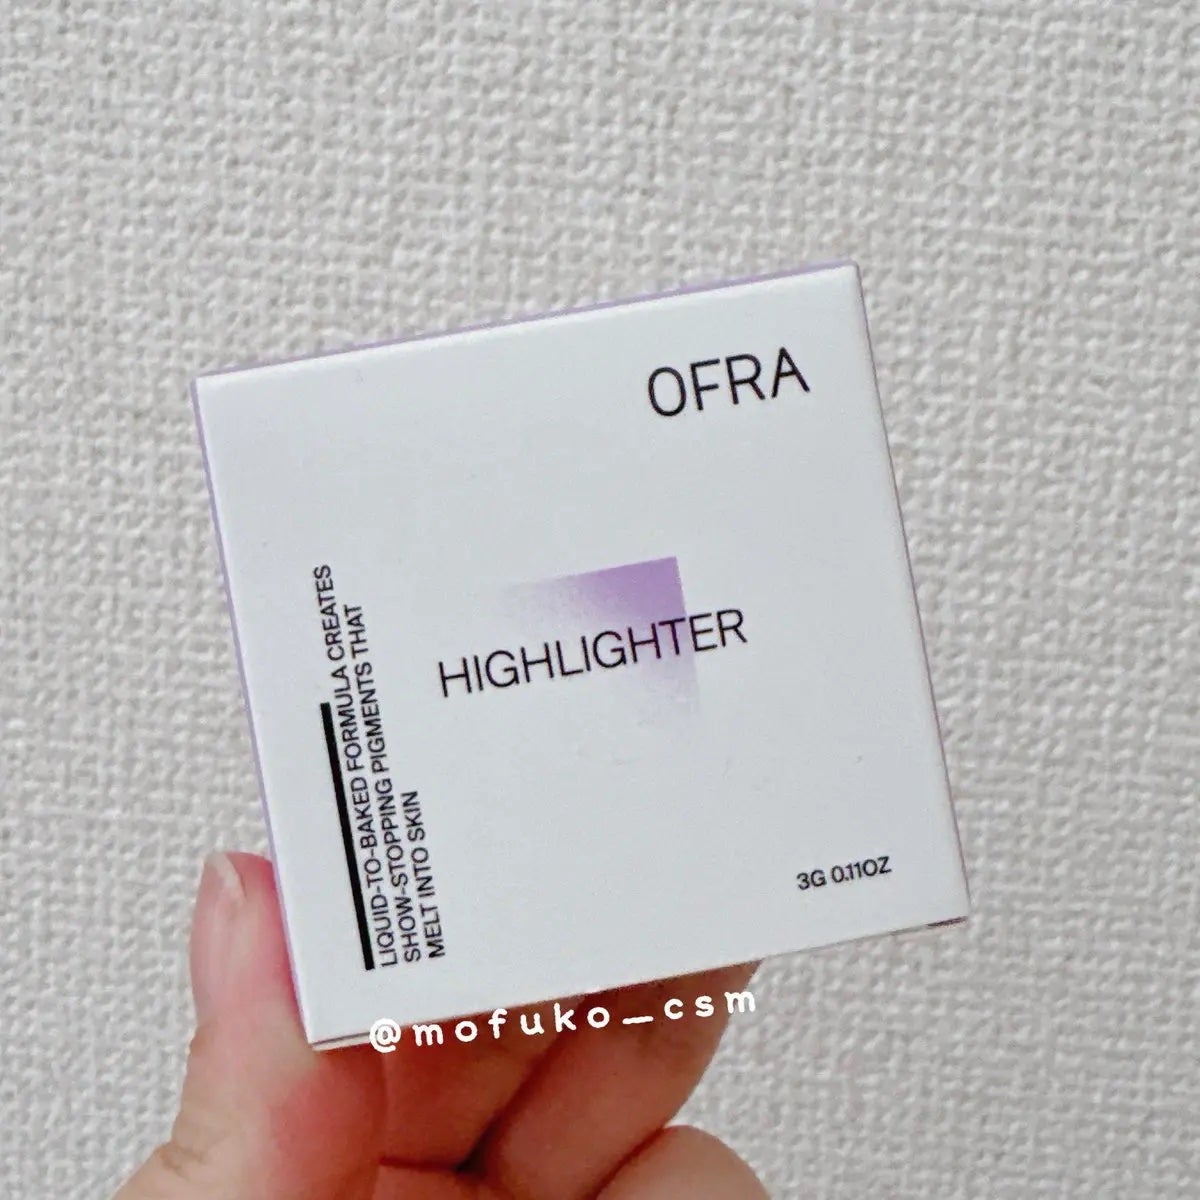 OFRA
HIGHLIGHTER
LIQUID-TO-BAKED FORMULA CREATES
SHOW-STOPPING PIGMENTS THAT
MELT INTO SKIN
3G 0.11OZ
@mofuko_csm